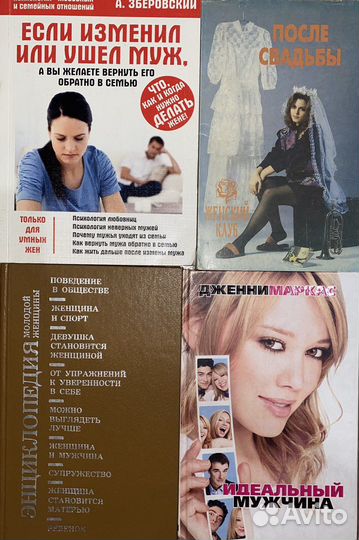 и семейных отношений
А. ЗБЕРОВСКИЙ
ЕСЛИ ИЗМЕНИЛ
ИЛИ УШЕЛ МУЖ,
А ВЫ ЖЕЛАЕТЕ ВЕРНУТЬ ЕГО
ОБРАТНО В СЕМЬЮ
ЧТО,
КАК И КОГДА
НУЖНО
ДЕЛАТЬ
ЖЕНЕ!
ТОЛЬКО
ДЛЯ
УМНЫХ
ЖЕН
Психология любовниц
Психология неверных мужей
Почему мужья уходят из семьи
Как вернуть мужа обратно в семью
Как жить дальше после измены мужа
ПОСЛЕ
СВАДЬБЫ
ЖЕНСКИЙ
КЛУБ
ЭНЦИКЛОПЕДИЯ
МОЛОДОЙ
ЖЕНЩИНЫ
ПОВЕДЕНИЕ
В ОБЩЕСТВЕ
ЖЕНЩИНА
И СПОРТ
ДЕВУШКА
СТАНОВИТСЯ
ЖЕНЩИНОЙ
ОТ УПРАЖНЕНИЙ
К УВЕРЕННОСТИ
В СЕБЕ
МОЖНО
ВЫГЛЯДЕТЬ
ЛУЧШЕ
ЖЕНЩИНА
И МУЖЧИНА
СУПРУЖЕСТВО
ЖЕНЩИНА
СТАНОВИТСЯ
МАТЕРЬЮ
РЕБЕНОК
ДЖЕННИ МАРКАС
ИДЕАЛЬНЫЙ
МУЖЧИНА
Avito